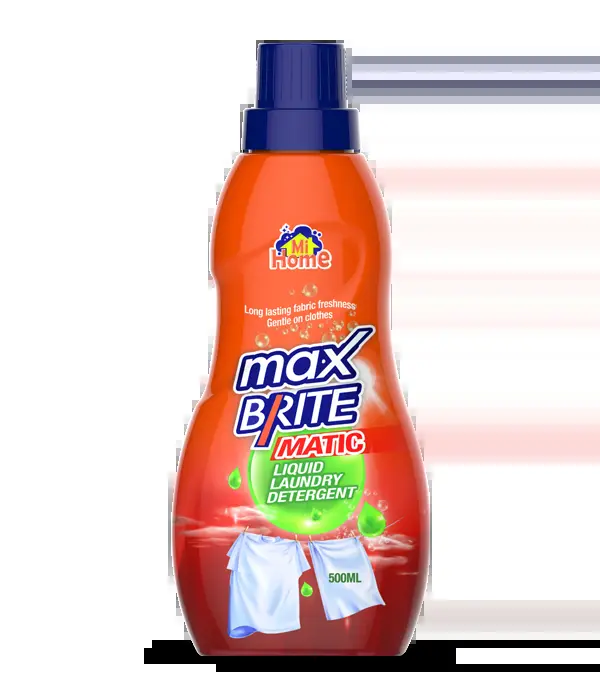 Mi
Home
Long lasting fabric freshness
Gentle on clothes
max
BRITE
MATIC
LIQUID
LAUNDRY
DETERGENT
500ML